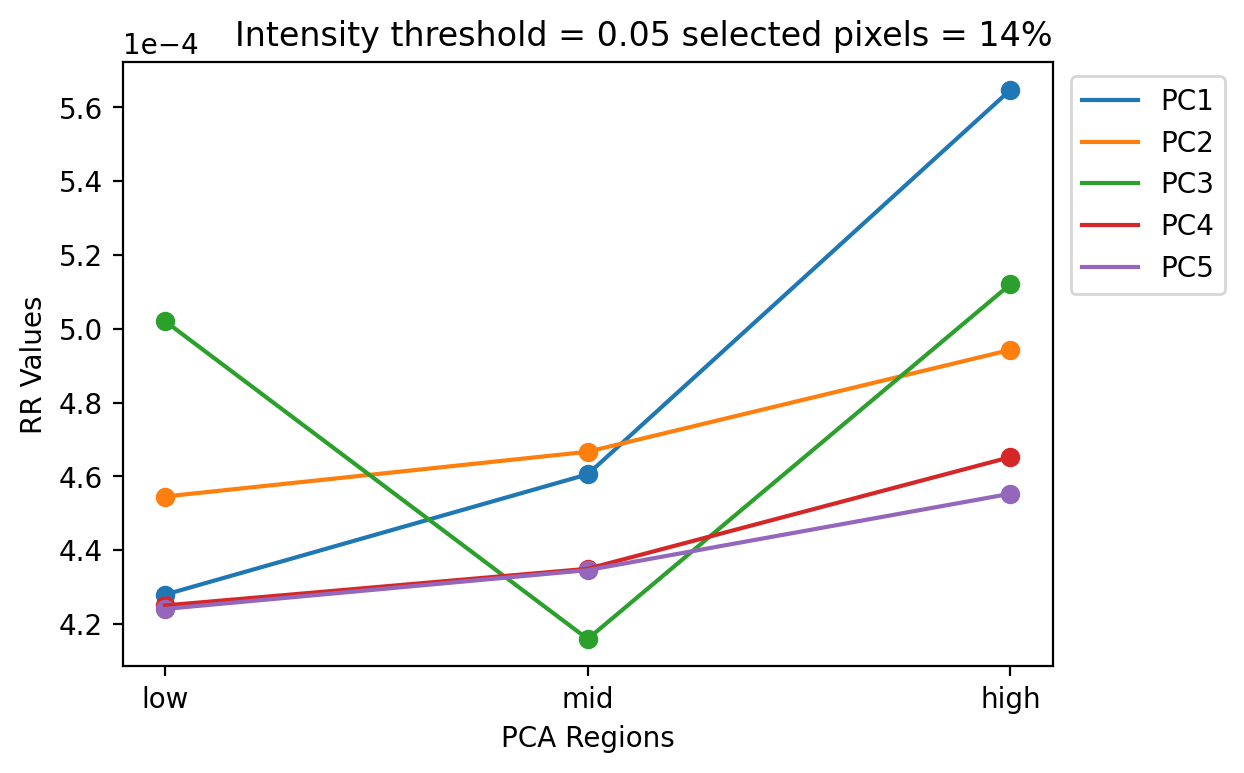 1e−4
Intensity threshold = 0.05 selected pixels = 14%
RR Values
5.6
5.4
5.2
5.0
4.8
4.6
4.4
4.2
low
mid
high
PCA Regions
PC1
PC2
PC3
PC4
PC5